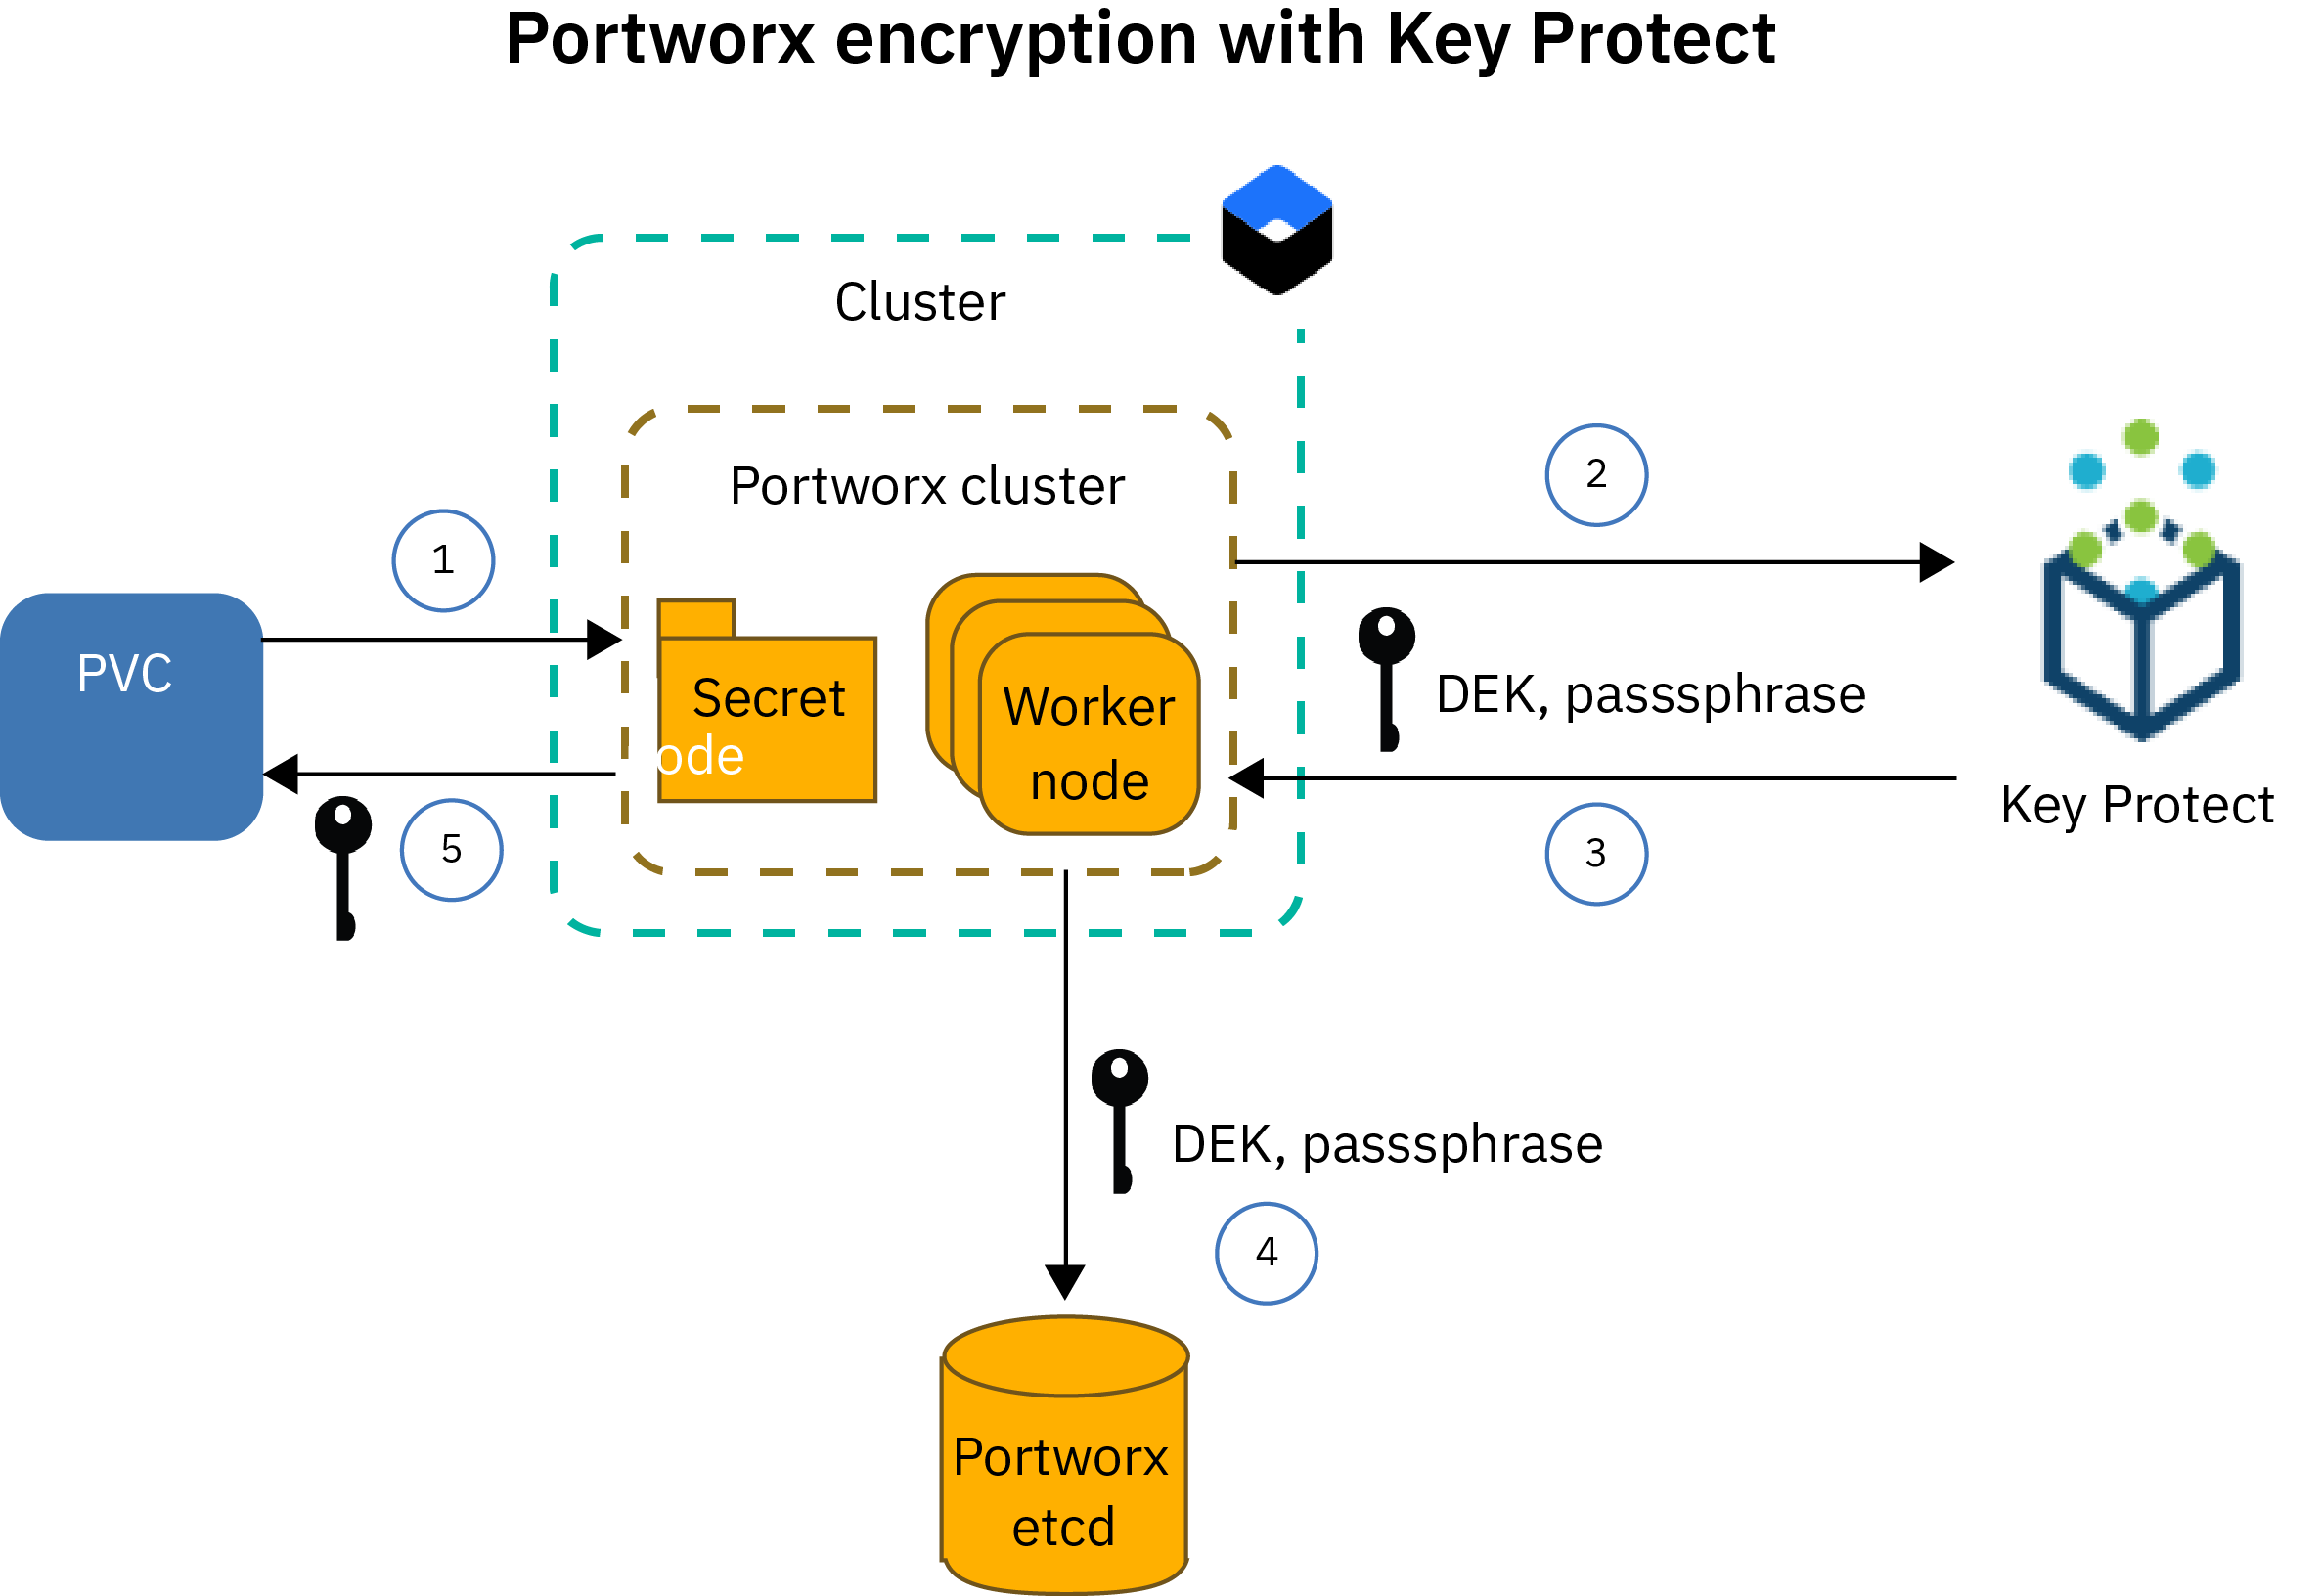 Portworx encryption with Key Protect
Cluster
Portworx cluster
1
2
PVC
Secret
ode
Worker
node
DEK, passsphrase
Key Protect
5
3
DEK, passsphrase
4
Portworx
etcd